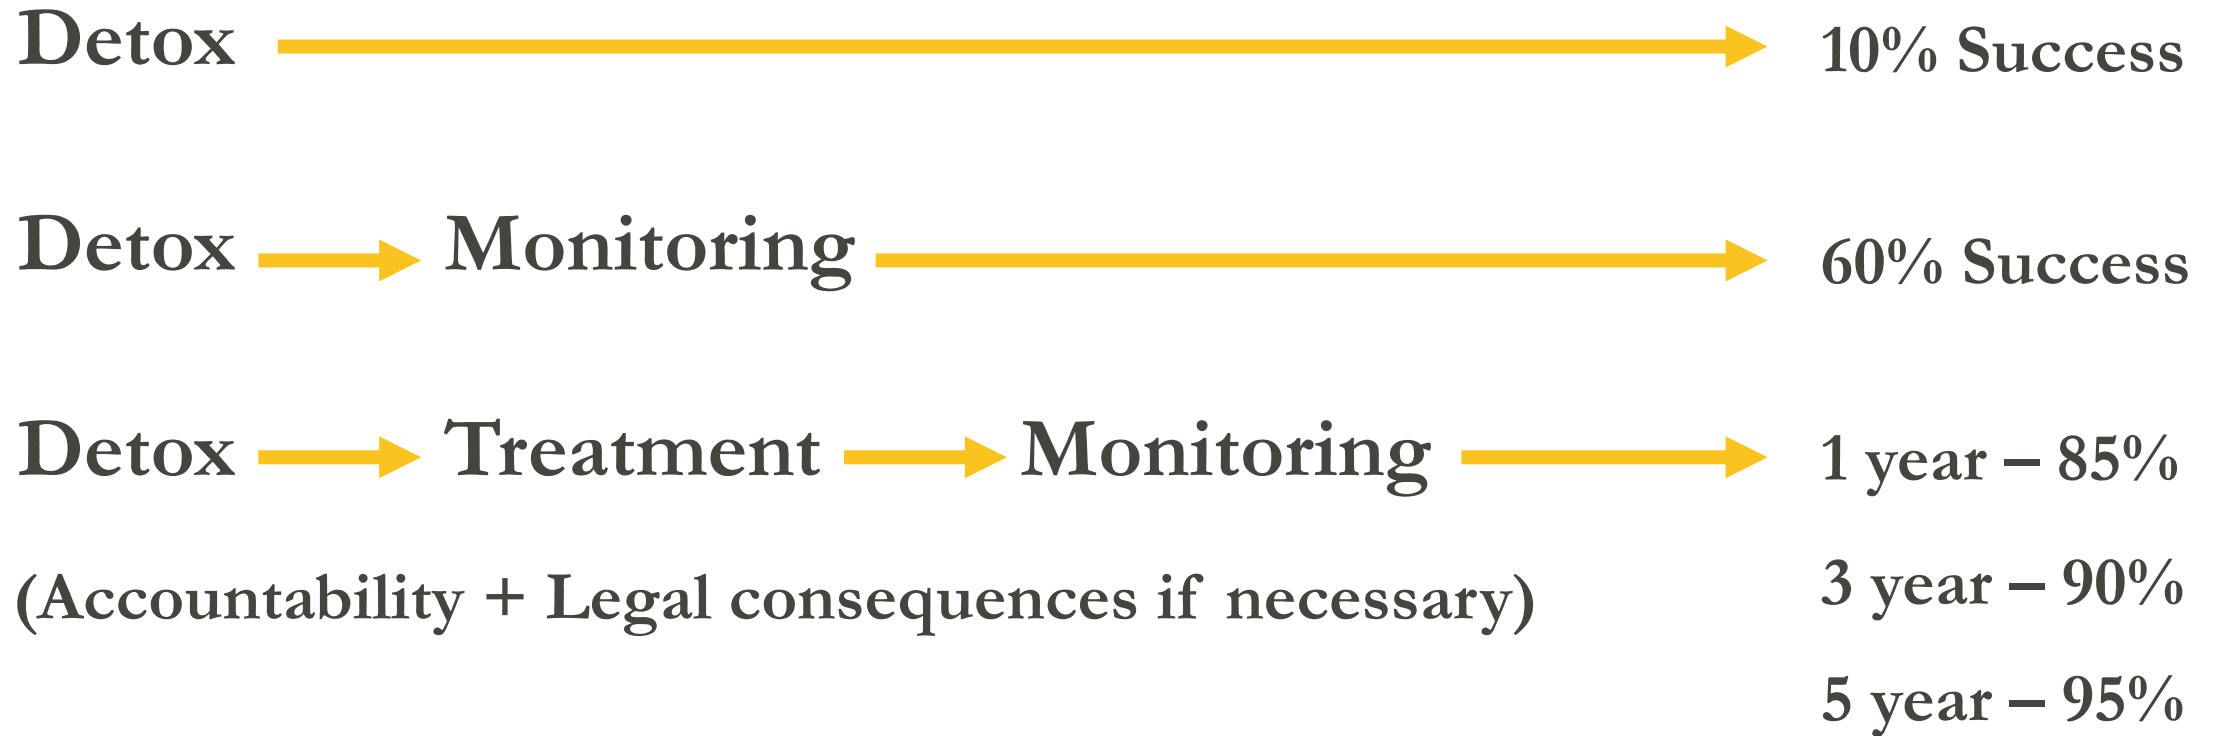 Detox 10% Success
Detox Monitoring 60% Success
Detox Treatment Monitoring 1 year – 85%
(Accountability + Legal consequences if necessary) 3 year – 90%
5 year – 95%